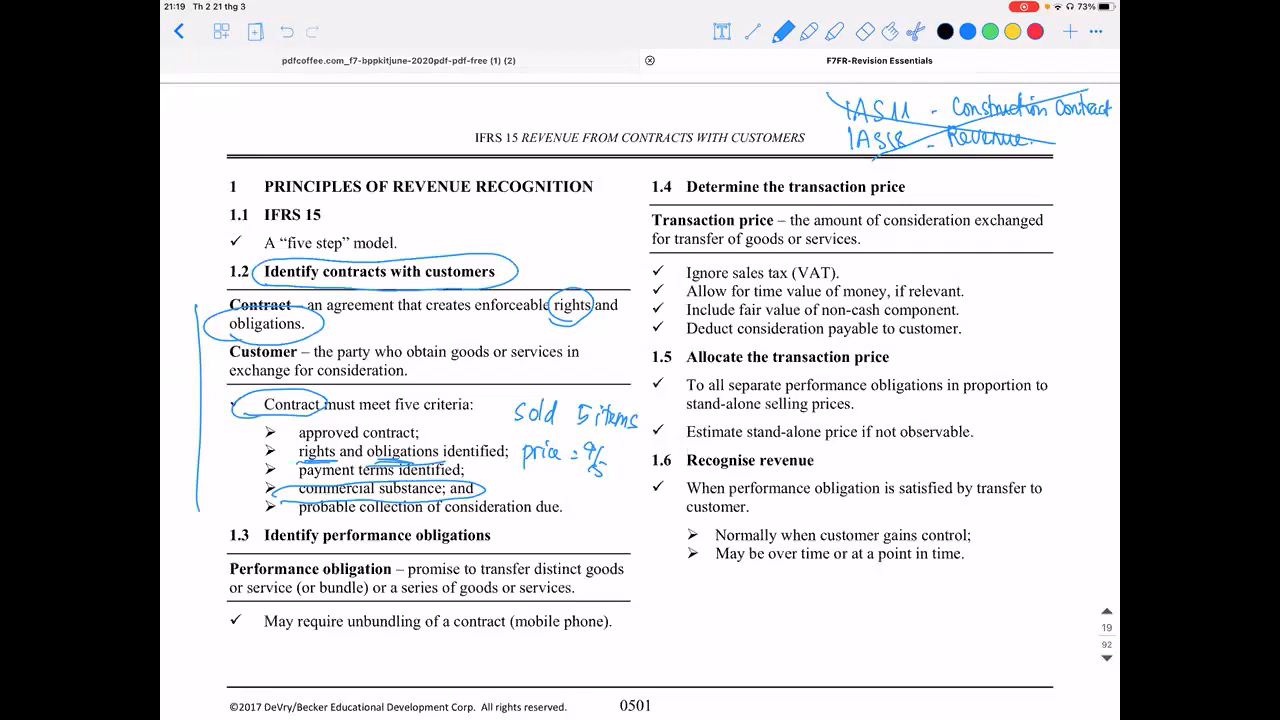 21:19 Th 2 21 thg 3
73%
pdfcoffee.com_f7-bppkitjune-2020pdf-pdf-free (1) (2)
F7FR-Revision Essentials
IAS 11 - Construction Contract
IAS 18 - Revenue.
IFRS 15 REVENUE FROM CONTRACTS WITH CUSTOMERS
1 PRINCIPLES OF REVENUE RECOGNITION
1.1 IFRS 15
✓ A “five step” model.
1.2 Identify contracts with customers
Contract – an agreement that creates enforceable rights and
obligations.
Customer – the party who obtain goods or services in
exchange for consideration.
Contract must meet five criteria:
➢ approved contract;
➢ rights and obligations identified;
➢ payment terms identified;
➢ commercial substance; and
➢ probable collection of consideration due.
sold 5 items
price = 9/5
1.3 Identify performance obligations
Performance obligation – promise to transfer distinct goods
or service (or bundle) or a series of goods or services.
✓ May require unbundling of a contract (mobile phone).
1.4 Determine the transaction price
Transaction price – the amount of consideration exchanged
for transfer of goods or services.
✓ Ignore sales tax (VAT).
✓ Allow for time value of money, if relevant.
✓ Include fair value of non-cash component.
✓ Deduct consideration payable to customer.
1.5 Allocate the transaction price
✓ To all separate performance obligations in proportion to
stand-alone selling prices.
✓ Estimate stand-alone price if not observable.
1.6 Recognise revenue
✓ When performance obligation is satisfied by transfer to
customer.
➢ Normally when customer gains control;
➢ May be over time or at a point in time.
19
92
©2017 DeVry/Becker Educational Development Corp. All rights reserved.
0501